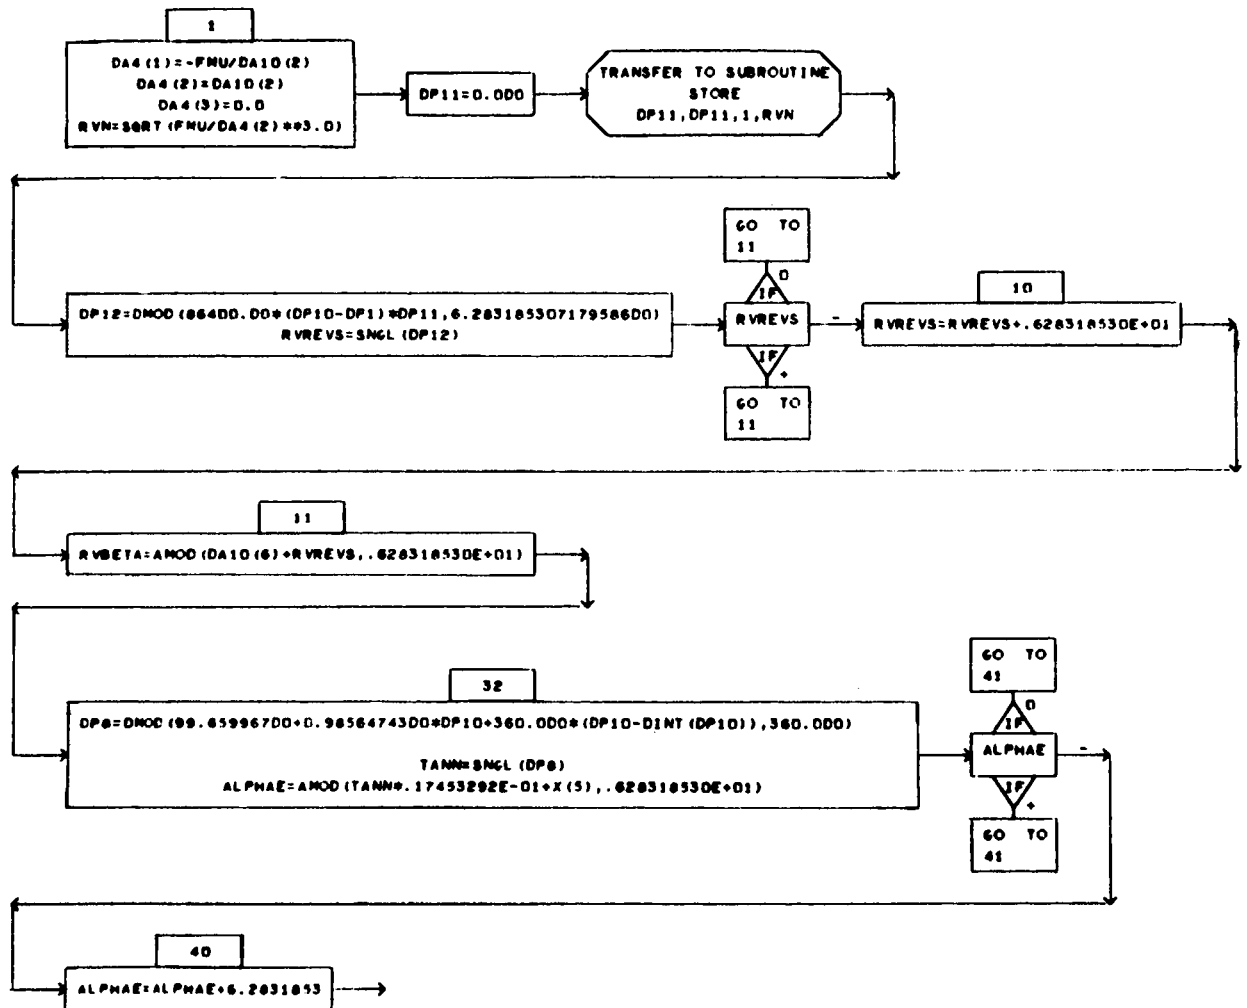 1
DA4(1)=-FMU/DA10(2)
DA4(2)=DA10(2)
DA4(3)=0.0
RVN=SQRT(FMU/DA4(2)**3.0)
DP11=0.0D0
TRANSFER TO SUBROUTINE
STORE
DP11,DP11,1,RVN
DP12=DMOD(86400.D0*(DP10-DP1)*DP11,6.283185307179586D0)
RVREVS=SNGL(DP12)
GO TO
11
0
IF
RVREVS
-
IF
+
GO TO
11
10
RVREVS=RVREVS+.628318530E+01
11
RVBETA=AMOD(DA10(6)+RVREVS,.628318530E+01)
32
DP8=DMOD(99.659967D0+0.98564743D0*DP10+360.0D0*(DP10-DINT(DP10)),360.0D0)
TANN=SNGL(DP8)
ALPHAE=AMOD(TANN*.17453292E-01+X(5),.628318530E+01)
GO TO
41
0
IF
ALPHAE
-
IF
+
GO TO
41
40
ALPHAE=ALPHAE+6.2831853